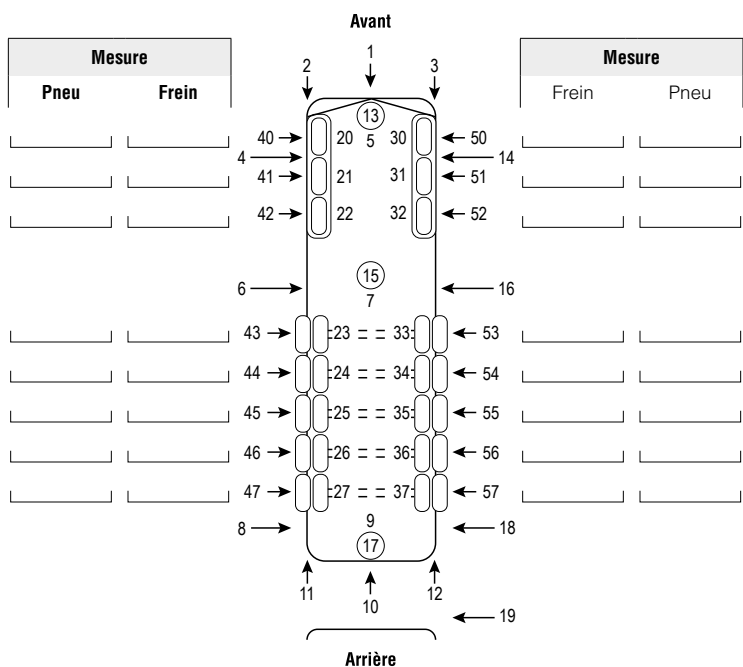 Avant
Mesure
Pneu Frein
1
2 3
Mesure
Frein Pneu
13
40 20 5 30 50
4 14
41 21 31 51
42 22 32 52
15
6 16
7
43 23 33 53
44 24 34 54
45 25 35 55
46 26 36 56
47 27 37 57
8 9 18
17
11 10 12
19
Arrière